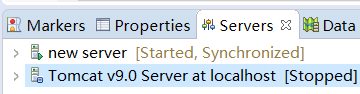 Markers Properties Servers Data
new server [Started, Synchronized]
Tomcat v9.0 Server at localhost [Stopped]